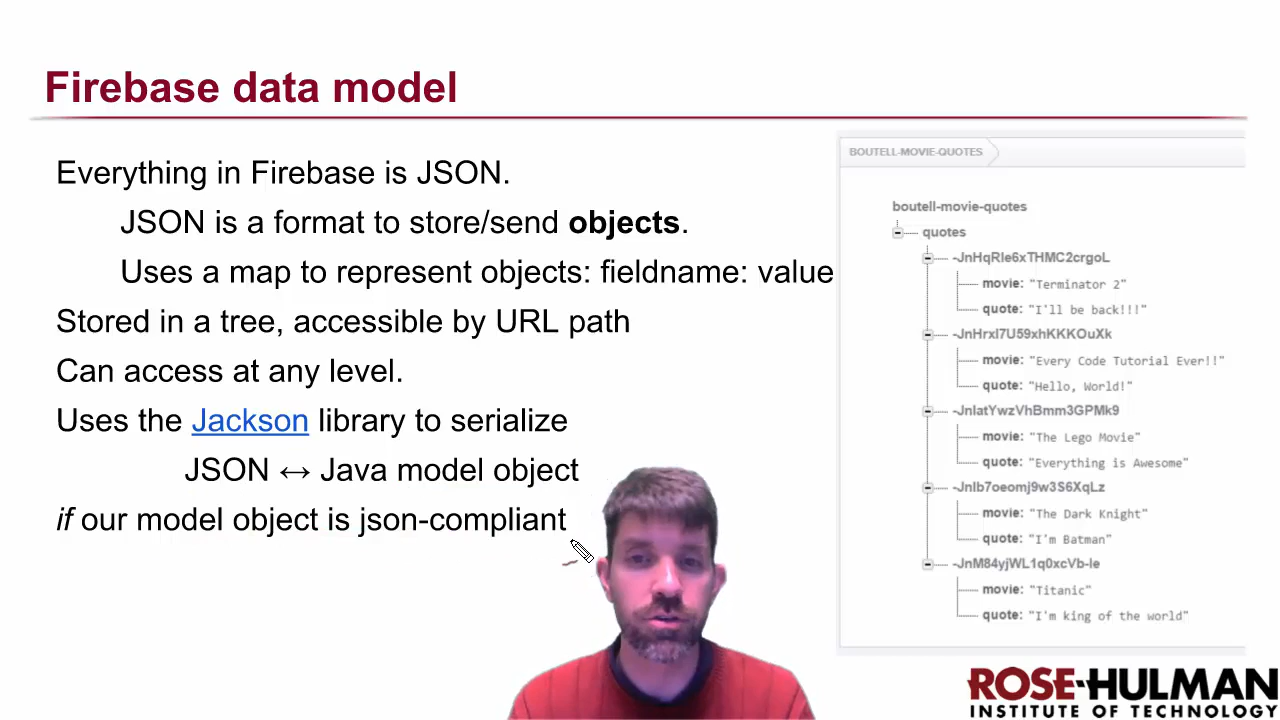 Firebase data model
Everything in Firebase is JSON.
JSON is a format to store/send objects.
Uses a map to represent objects: fieldname: value
Stored in a tree, accessible by URL path
Can access at any level.
Uses the Jackson library to serialize
JSON ↔ Java model object
if our model object is json-compliant
BOUTELL-MOVIE-QUOTES
boutell-movie-quotes
quotes
-JnHqRle6xTHMC2crgoL
movie: "Terminator 2"
quote: "I'll be back!!!"
-JnHrxI7U59xhKKKOuXk
movie: "Every Code Tutorial Ever!!"
quote: "Hello, World!"
-JnIatYwzVhBmm3GPMk9
movie: "The Lego Movie"
quote: "Everything is Awesome"
-JnIb7oeomj9w3S6XqLz
movie: "The Dark Knight"
quote: "I'm Batman"
-JnM84yjWL1q0xcVb-Ie
movie: "Titanic"
quote: "I'm king of the world"
ROSE-HULMAN
INSTITUTE OF TECHNOLOGY